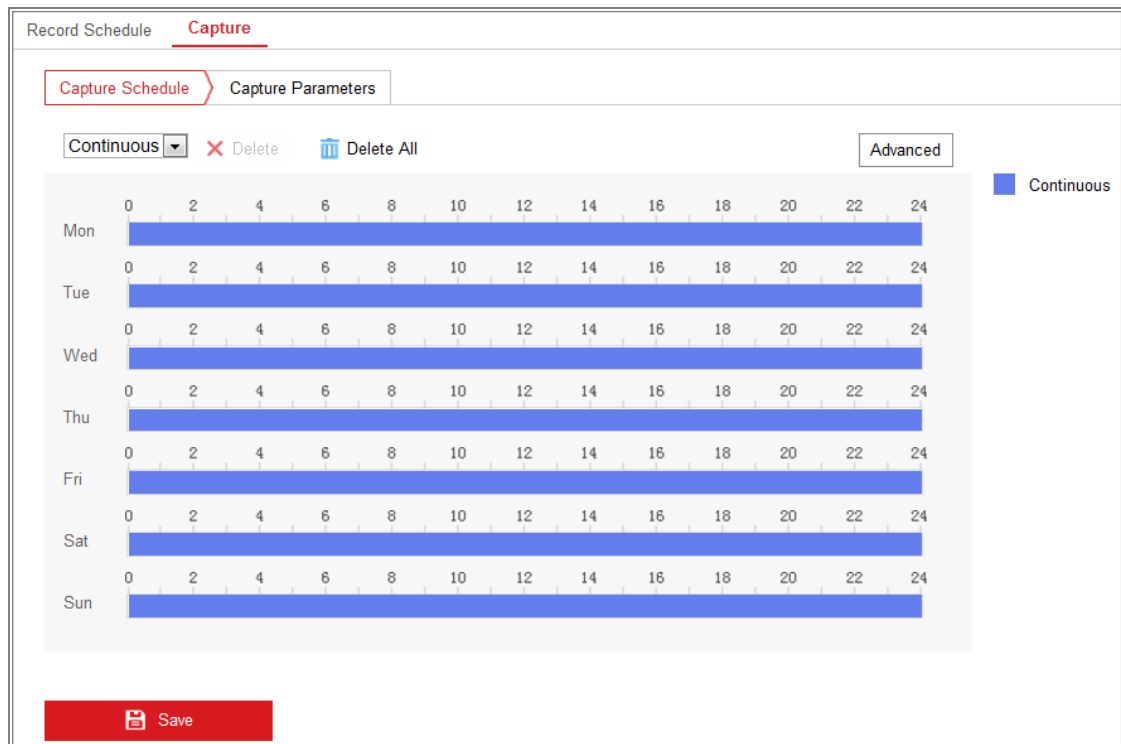 Record Schedule Capture
Capture Schedule Capture Parameters
Continuous Delete Delete All Advanced
Continuous
0 2 4 6 8 10 12 14 16 18 20 22 24
Mon
0 2 4 6 8 10 12 14 16 18 20 22 24
Tue
0 2 4 6 8 10 12 14 16 18 20 22 24
Wed
0 2 4 6 8 10 12 14 16 18 20 22 24
Thu
0 2 4 6 8 10 12 14 16 18 20 22 24
Fri
0 2 4 6 8 10 12 14 16 18 20 22 24
Sat
0 2 4 6 8 10 12 14 16 18 20 22 24
Sun
Save